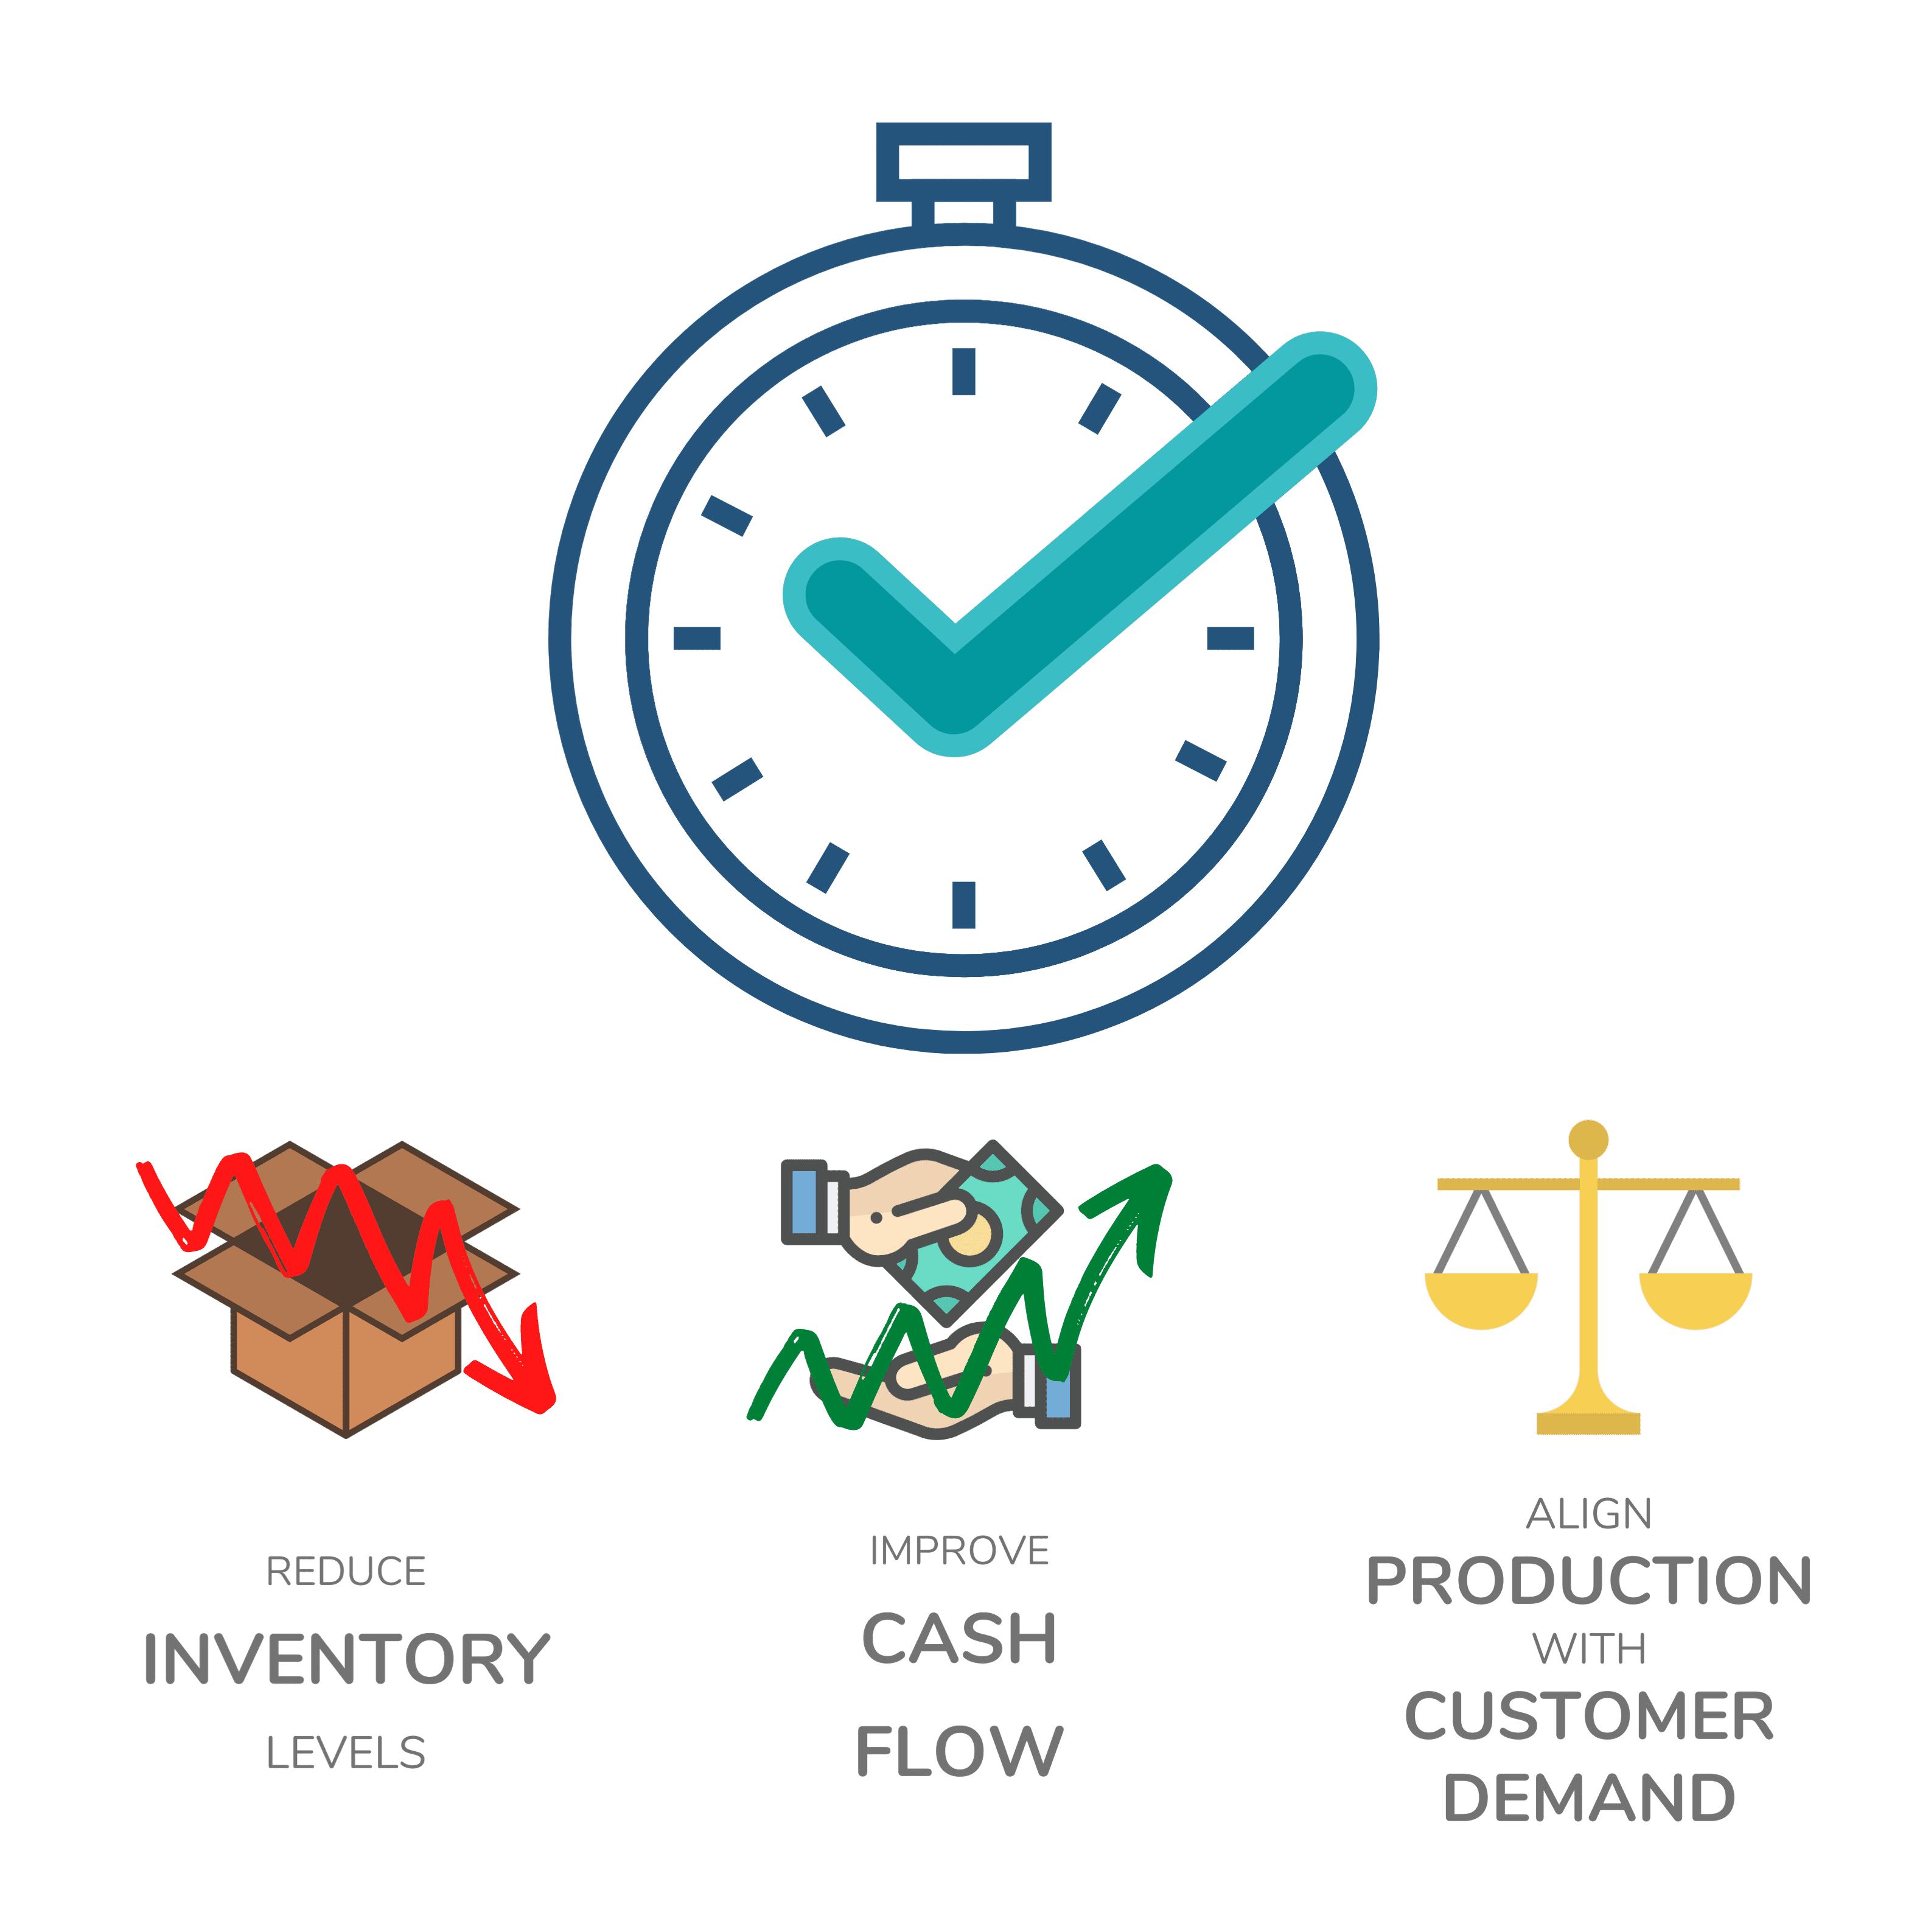 REDUCE
INVENTORY
LEVELS
IMPROVE
CASH
FLOW
ALIGN
PRODUCTION
WITH
CUSTOMER
DEMAND